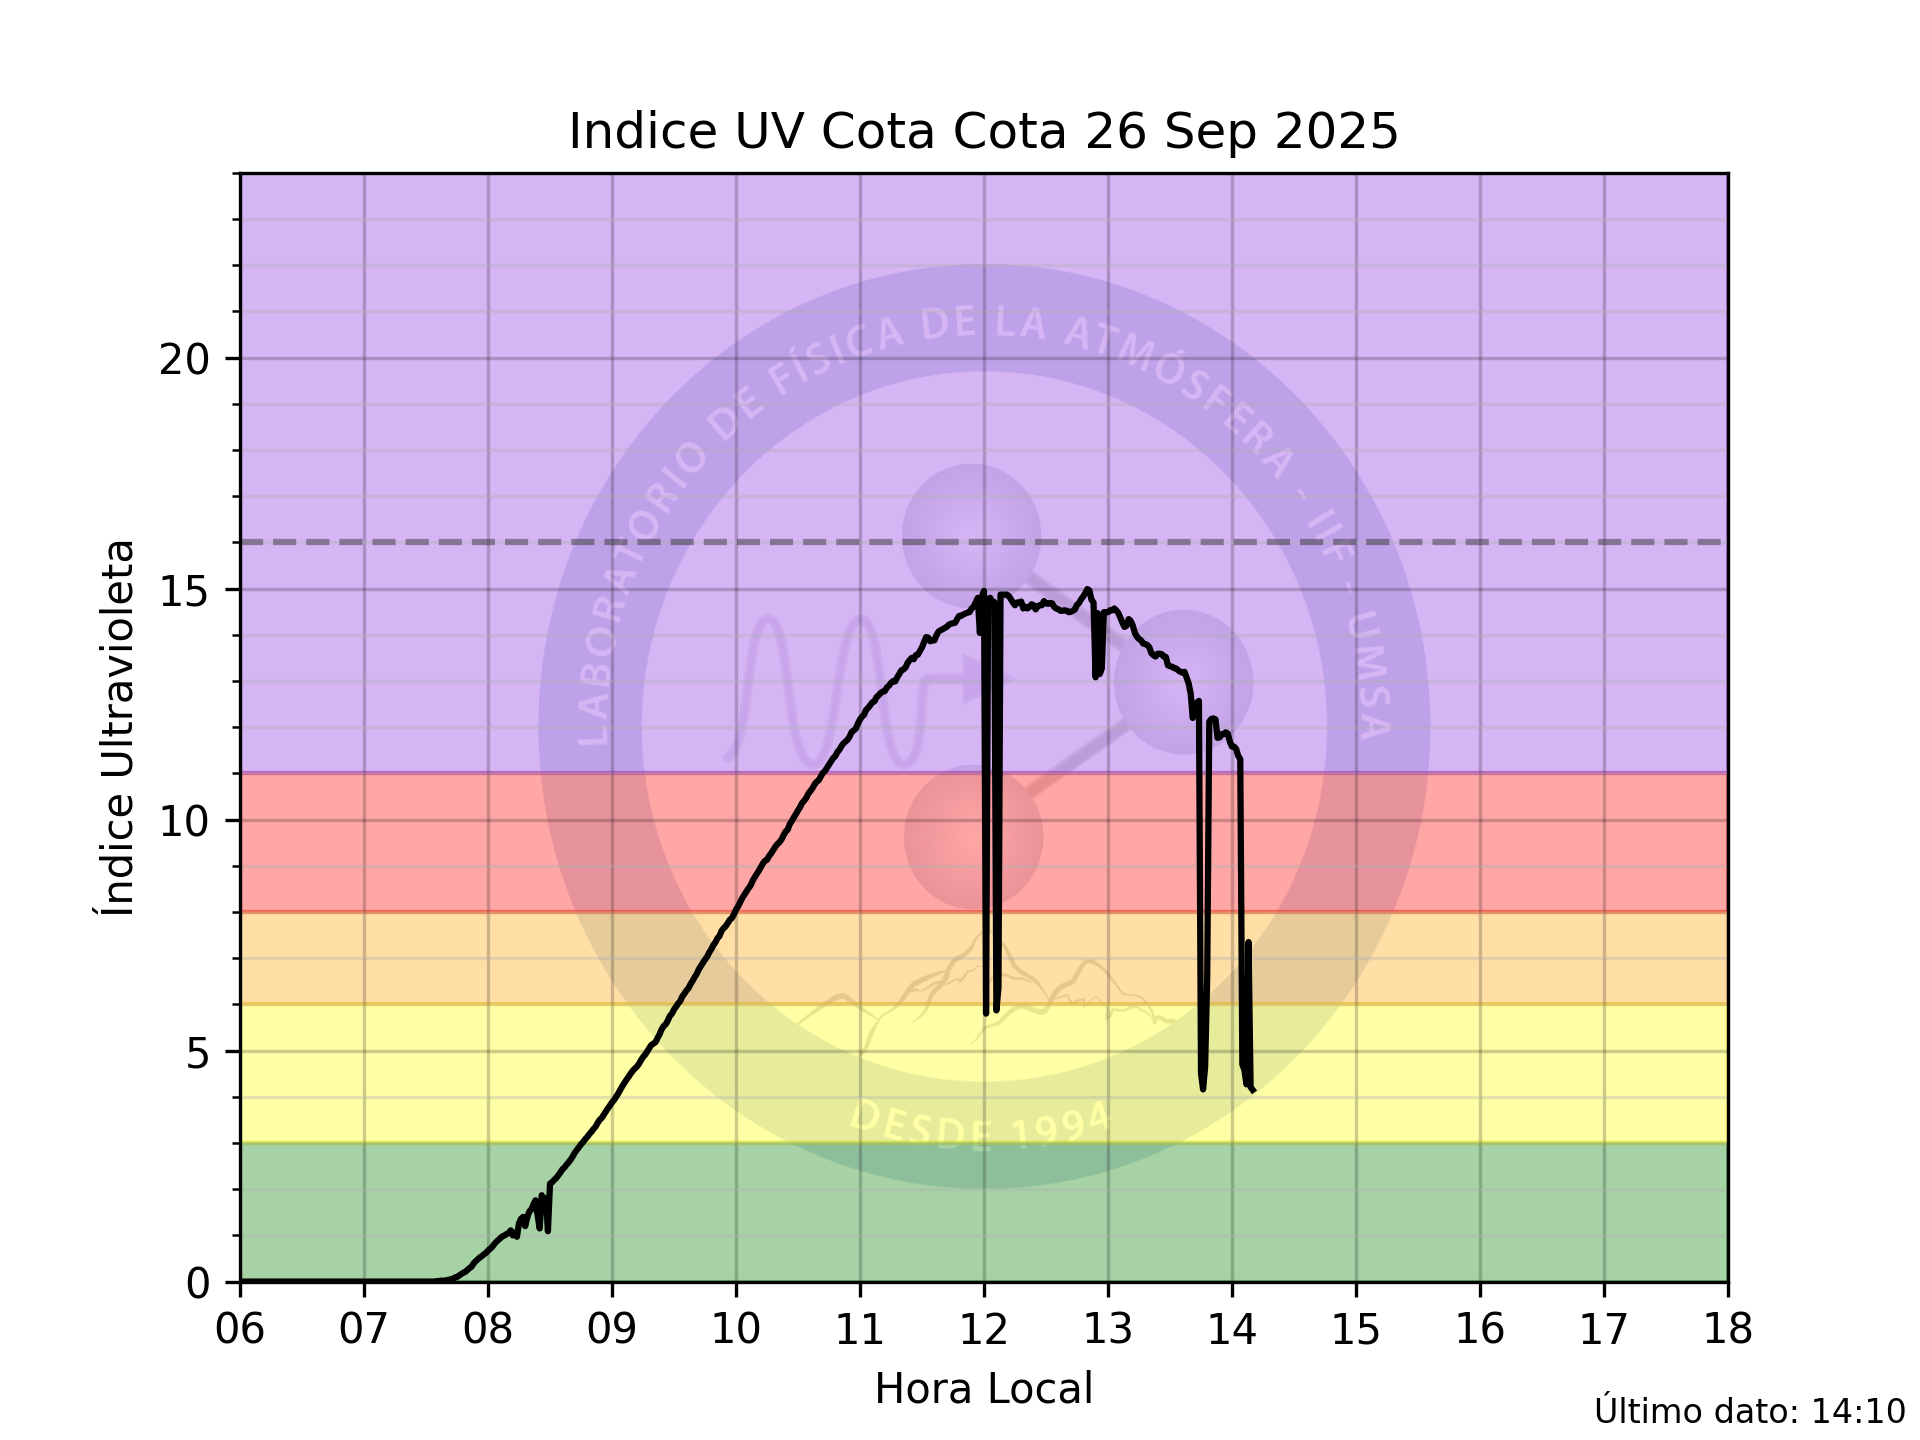 Indice UV Cota Cota 26 Sep 2025
20
15
10
5
0
Índice Ultravioleta
LABORATORIO DE FÍSICA DE LA ATMÓSFERA - IIF - UMSA
DESDE 1994
06 07 08 09 10 11 12 13 14 15 16 17 18
Hora Local
Último dato: 14:10